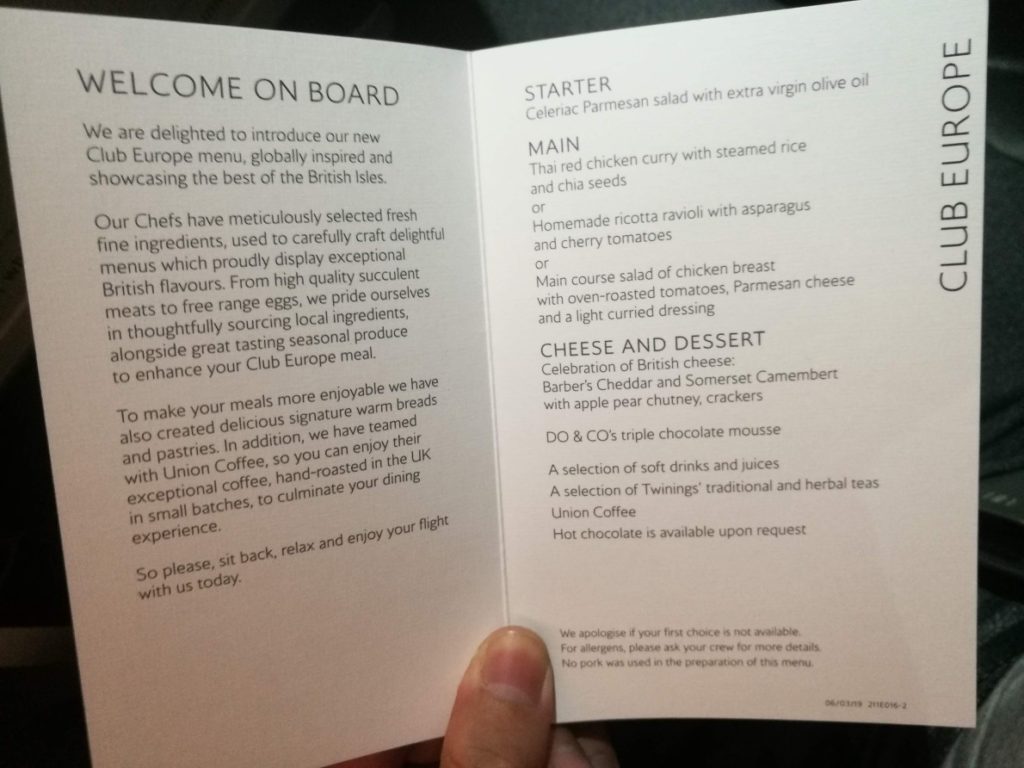 WELCOME ON BOARD
We are delighted to introduce our new
Club Europe menu, globally inspired and
showcasing the best of the British Isles.
Our Chefs have meticulously selected fresh
fine ingredients, used to carefully craft delightful
menus which proudly display exceptional
British flavours. From high quality succulent
meats to free range eggs, we pride ourselves
in thoughtfully sourcing local ingredients,
alongside great tasting seasonal produce
to enhance your Club Europe meal.
To make your meals more enjoyable we have
also created delicious signature warm breads
and pastries. In addition, we have teamed
with Union Coffee, so you can enjoy their
exceptional coffee, hand-roasted in the UK
in small batches, to culminate your dining
experience.
So please, sit back, relax and enjoy your flight
with us today.
STARTER
Celeriac Parmesan salad with extra virgin olive oil
MAIN
Thai red chicken curry with steamed rice
and chia seeds
or
Homemade ricotta ravioli with asparagus
and cherry tomatoes
or
Main course salad of chicken breast
with oven-roasted tomatoes, Parmesan cheese
and a light curried dressing
CHEESE AND DESSERT
Celebration of British cheese:
Barber's Cheddar and Somerset Camembert
with apple pear chutney, crackers
DO & CO's triple chocolate mousse
A selection of soft drinks and juices
A selection of Twinings' traditional and herbal teas
Union Coffee
Hot chocolate is available upon request
We apologise if your first choice is not available.
For allergens, please ask your crew for more details.
No pork was used in the preparation of this menu.
06/03/19 211E016-2
CLUB EUROPE